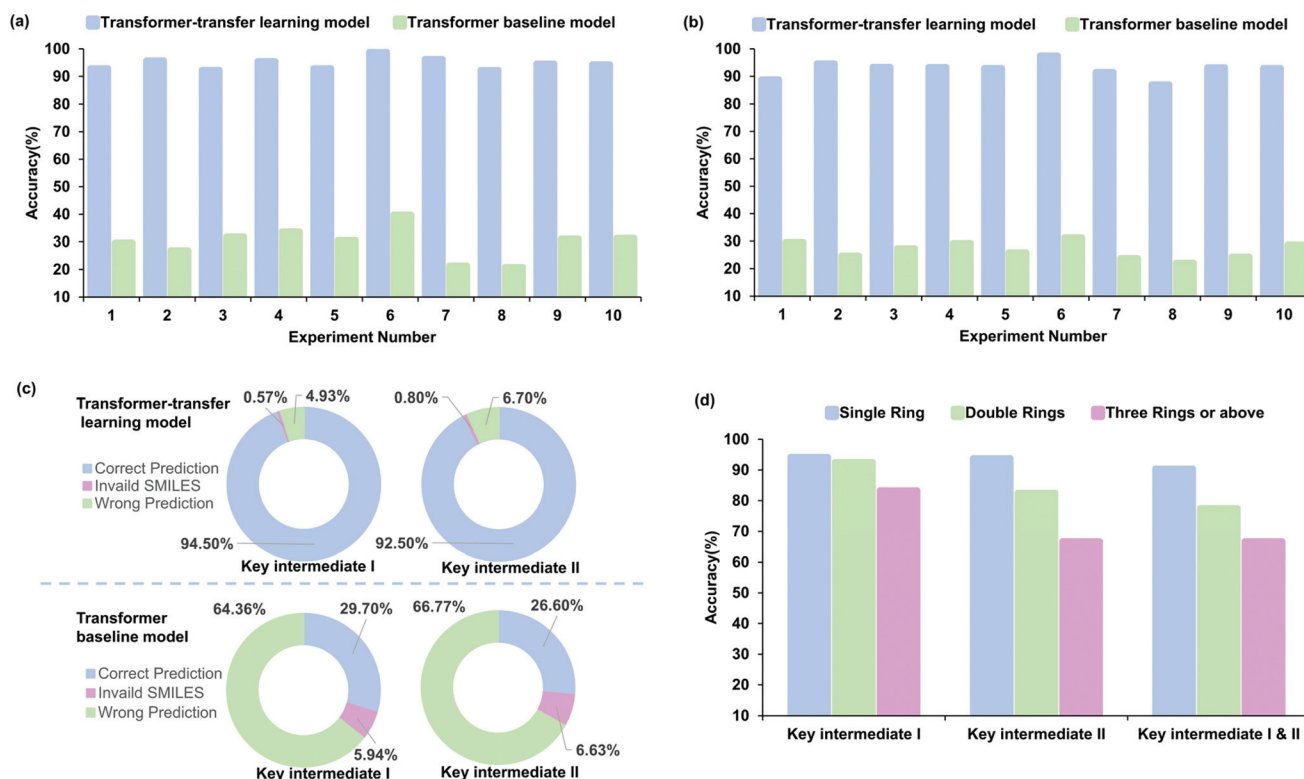 (a)
Transformer-transfer learning model
Transformer baseline model
Accuracy(%)
100
90
80
70
60
50
40
30
20
10
1 2 3 4 5 6 7 8 9 10
Experiment Number
(b)
Transformer-transfer learning model
Transformer baseline model
Accuracy(%)
100
90
80
70
60
50
40
30
20
10
1 2 3 4 5 6 7 8 9 10
Experiment Number
(c)
Transformer-transfer
learning model
Correct Prediction
Invaild SMILES
Wrong Prediction
0.57% 4.93%
94.50%
Key intermediate I
0.80% 6.70%
92.50%
Key intermediate II
Transformer
baseline model
Correct Prediction
Invaild SMILES
Wrong Prediction
64.36% 29.70%
5.94%
Key intermediate I
66.77% 26.60%
6.63%
Key intermediate II
(d)
Single Ring
Double Rings
Three Rings or above
Accuracy(%)
100
90
80
70
60
50
40
30
20
10
Key intermediate I
Key intermediate II
Key intermediate I & II